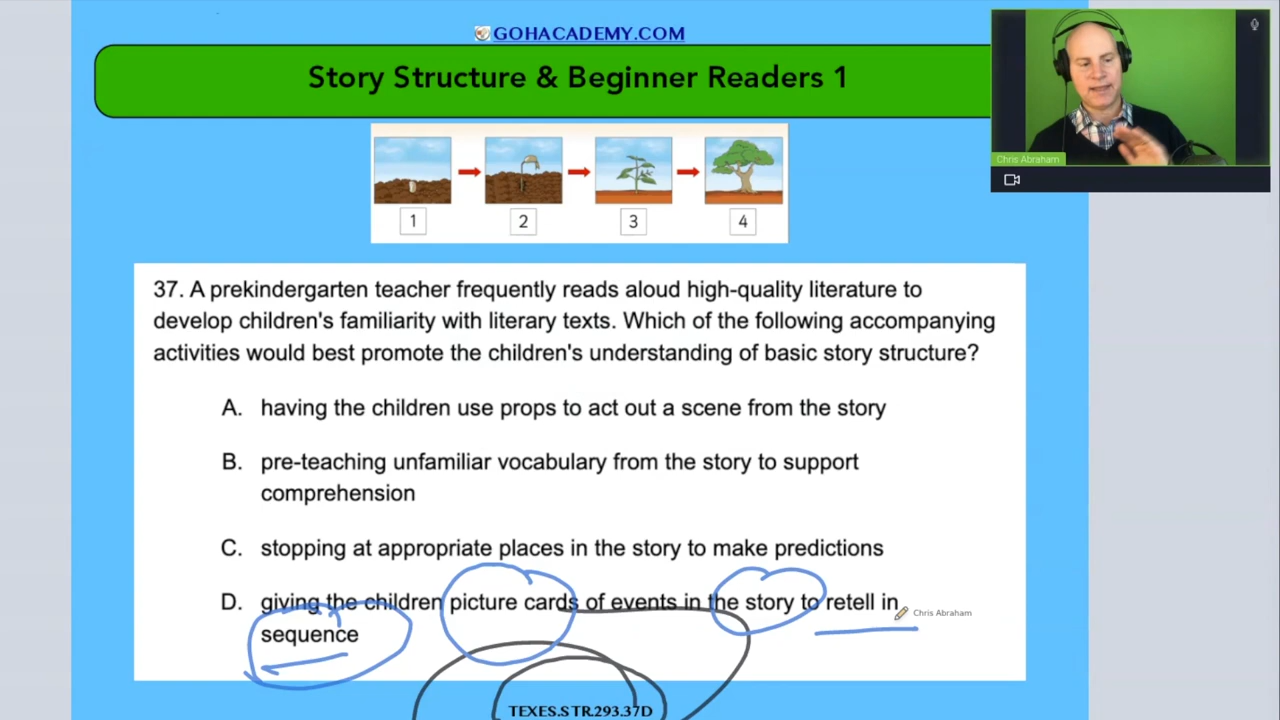 GOHACADEMY.COM
Story Structure & Beginner Readers 1
Chris Abraham
1 2 3 4
37. A prekindergarten teacher frequently reads aloud high-quality literature to
develop children's familiarity with literary texts. Which of the following accompanying
activities would best promote the children's understanding of basic story structure?
A. having the children use props to act out a scene from the story
B. pre-teaching unfamiliar vocabulary from the story to support
comprehension
C. stopping at appropriate places in the story to make predictions
D. giving the children picture cards of events in the story to retell in
Chris Abraham
sequence
TEXES.STR.293.37D